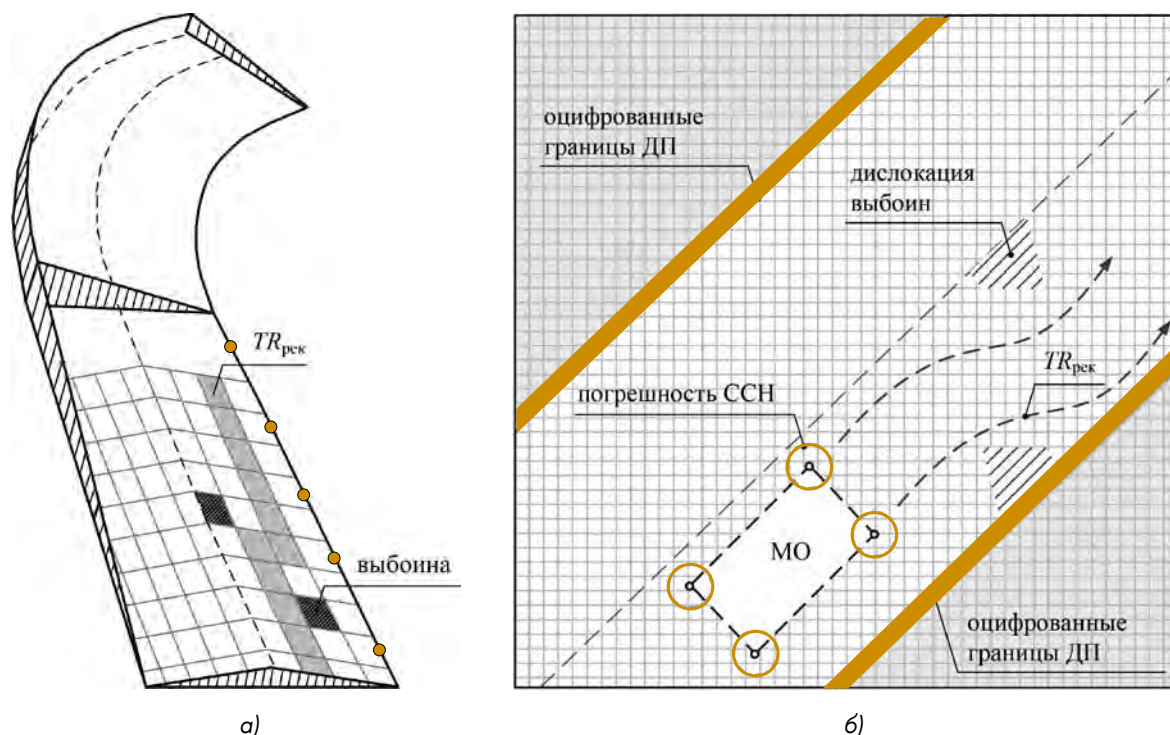 TRрек
выбоина
а)
оцифрованные
границы ДП
дислокация
выбоин
TRрек
погрешность ССН
МО
оцифрованные
границы ДП
б)